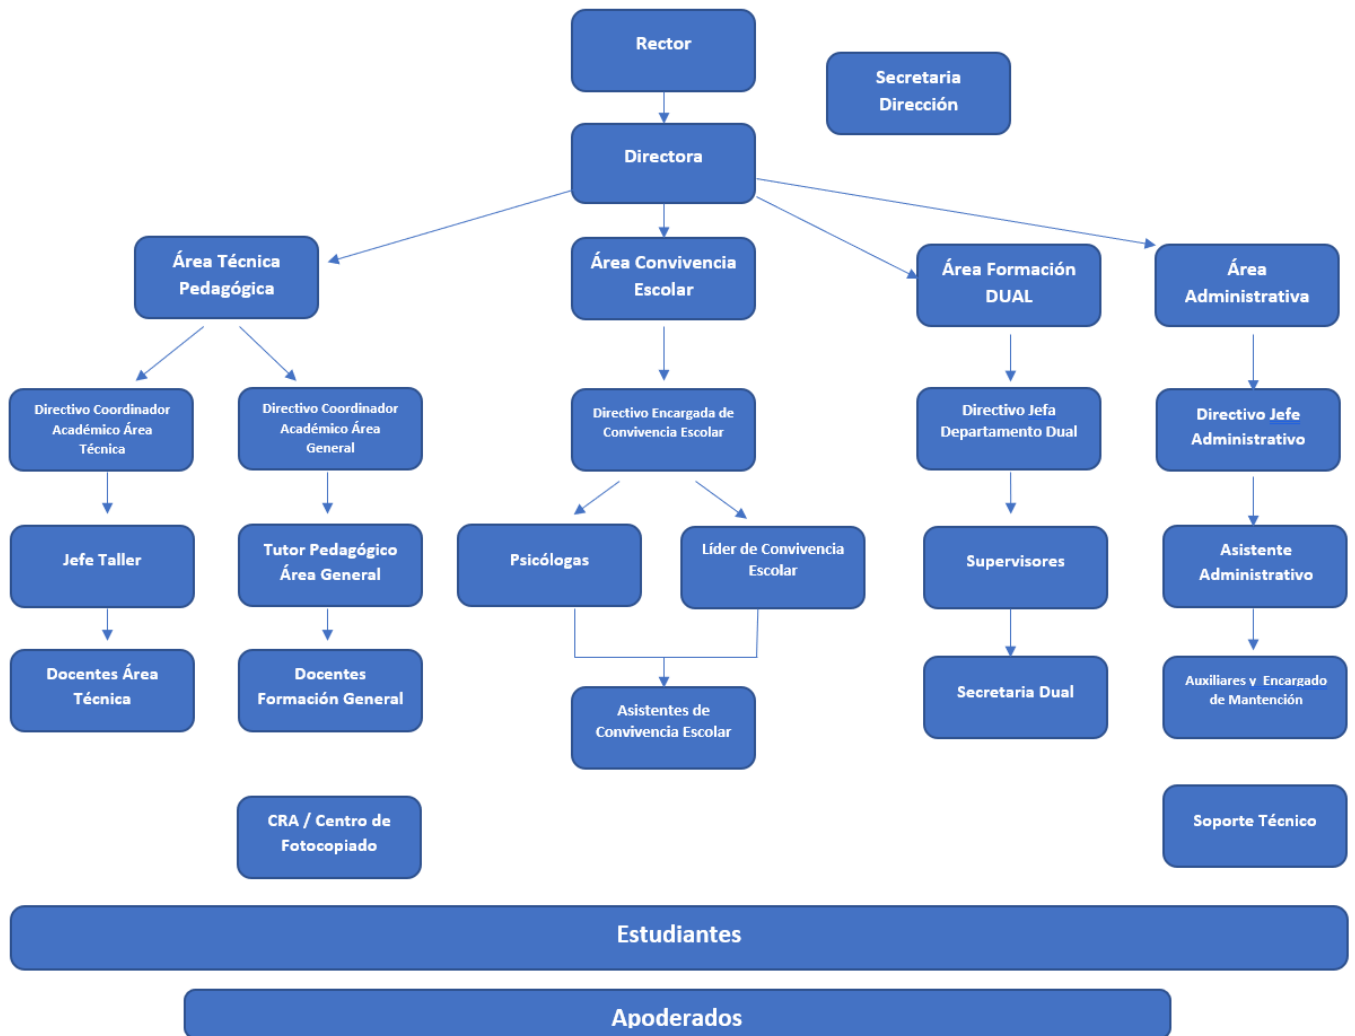 Rector
Secretaria
Dirección
Directora
Área Técnica
Pedagógica
Área Convivencia
Escolar
Área Formación
DUAL
Área
Administrativa
Directivo Coordinador
Académico Área
Técnica
Directivo Coordinador
Académico Área
General
Directivo Encargada de
Convivencia Escolar
Directivo Jefa
Departamento Dual
Directivo Jefe
Administrativo
Jefe Taller
Tutor Pedagógico
Área General
Psicólogas
Líder de Convivencia
Escolar
Supervisores
Asistente
Administrativo
Docentes Área
Técnica
Docentes
Formación General
Asistentes de
Convivencia Escolar
Secretaria Dual
Auxiliares y Encargado
de Mantención
CRA / Centro de
Fotocopiado
Soporte Técnico
Estudiantes
Apoderados